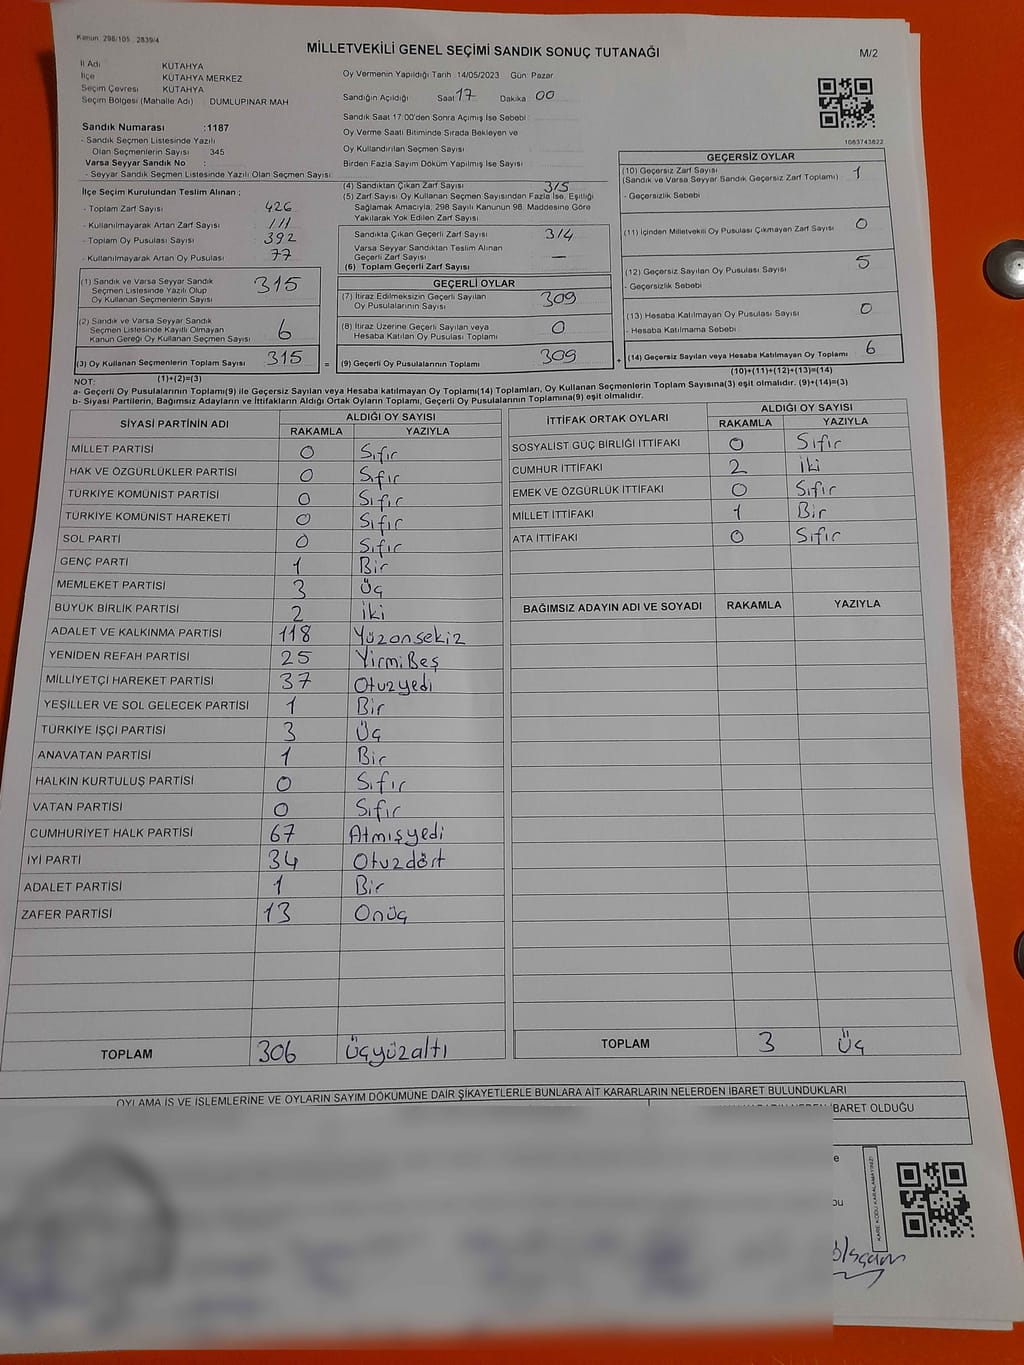 Kanun. 298/105 2839/4
MİLLETVEKİLİ GENEL SEÇİMİ SANDIK SONUÇ TUTANAĞI
M/2
İl Adı : KÜTAHYA
İlçe : KÜTAHYA MERKEZ
Seçim Çevresi : KÜTAHYA
Seçim Bölgesi (Mahalle Adı) : DUMLUPINAR MAH
Sandık Numarası :1187
- Sandık Seçmen Listesinde Yazılı
Olan Seçmenlerin Sayısı : 345
Varsa Seyyar Sandık No :
- Seyyar Sandık Seçmen Listesinde Yazılı Olan Seçmen Sayısı:
Oy Vermenin Yapıldığı Tarih :14/05/2023 Gün: Pazar
Sandığın Açıldığı Saat 17 Dakika 00
Sandık Saat 17:00'den Sonra Açımış İse Sebebi :
Oy Verme Saati Bitiminde Sırada Bekleyen ve
Oy Kullandırılan Seçmen Sayısı :
Birden Fazla Sayım Döküm Yapılmış İse Sayısı :
1083743822
İlçe Seçim Kurulundan Teslim Alınan ;
- Toplam Zarf Sayısı : 426
- Kullanılmayarak Artan Zarf Sayısı : 111
- Toplam Oy Pusulası Sayısı : 392
- Kullanılmayarak Artan Oy Pusulası : 77
(1) Sandık ve Varsa Seyyar Sandık
Seçmen Listesinde Yazılı Olup
Oy Kullanan Seçmenlerin Sayısı : 315
(2) Sandık ve Varsa Seyyar Sandık
Seçmen Listesinde Kayıtlı Olmayan
Kanun Gereği Oy Kullanan Seçmen Sayısı : 6
(3) Oy Kullanan Seçmenlerin Toplam Sayısı : 315
(1)+(2)=(3)
(4) Sandıktan Çıkan Zarf Sayısı : 315
(5) Zarf Sayısı Oy Kullanan Seçmen Sayısından Fazla İse, Eşitliği
Sağlamak Amacıyla; 298 Sayılı Kanunun 98. Maddesine Göre
Yakılarak Yok Edilen Zarf Sayısı :
Sandıkta Çıkan Geçerli Zarf Sayısı : 314
Varsa Seyyar Sandıktan Teslim Alınan
Geçerli Zarf Sayısı : —
(6) Toplam Geçerli Zarf Sayısı :
GEÇERLİ OYLAR
(7) İtiraz Edilmeksizin Geçerli Sayılan
Oy Pusulalarının Sayısı : 309
(8) İtiraz Üzerine Geçerli Sayılan veya
Hesaba Katılan Oy Pusulası Toplamı : 0
= (9) Geçerli Oy Pusulalarının Toplamı : 309
GEÇERSİZ OYLAR
(10) Geçersiz Zarf Sayısı
(Sandık ve Varsa Seyyar Sandık Geçersiz Zarf Toplamı) : 1
- Geçersizlik Sebebi :
(11) İçinden Milletvekili Oy Pusulası Çıkmayan Zarf Sayısı : 0
(12) Geçersiz Sayılan Oy Pusulası Sayısı : 5
- Geçersizlik Sebebi :
(13) Hesaba Katılmayan Oy Pusulası Sayısı : 0
- Hesaba Katılmama Sebebi :
+ (14) Geçersiz Sayılan veya Hesaba Katılmayan Oy Toplamı : 6
(10)+(11)+(12)+(13)=(14)
NOT:
a- Geçerli Oy Pusulalarının Toplamı(9) ile Geçersiz Sayılan veya Hesaba katılmayan Oy Toplamı(14) Toplamları, Oy Kullanan Seçmenlerin Toplam Sayısına(3) eşit olmalıdır. (9)+(14)=(3)
b- Siyasi Partilerin, Bağımsız Adayların ve İttifakların Aldığı Ortak Oyların Toplamı, Geçerli Oy Pusulalarının Toplamına(9) eşit olmalıdır.
SİYASİ PARTİNİN ADI ALDIĞI OY SAYISI
RAKAMLA YAZIYLA
MİLLET PARTİSİ 0 Sıfır
HAK VE ÖZGÜRLÜKLER PARTİSİ 0 Sıfır
TÜRKİYE KOMÜNİST PARTİSİ 0 Sıfır
TÜRKİYE KOMÜNİST HAREKETİ 0 Sıfır
SOL PARTİ 0 Sıfır
GENÇ PARTİ 1 Bir
MEMLEKET PARTİSİ 3 Üç
BÜYÜK BİRLİK PARTİSİ 2 İki
ADALET VE KALKINMA PARTİSİ 118 Yüzonsekiz
YENİDEN REFAH PARTİSİ 25 YirmiBeş
MİLLİYETÇİ HAREKET PARTİSİ 37 Otuzyedi
YEŞİLLER VE SOL GELECEK PARTİSİ 1 Bir
TÜRKİYE İŞÇİ PARTİSİ 3 Üç
ANAVATAN PARTİSİ 1 Bir
HALKIN KURTULUŞ PARTİSİ 0 Sıfır
VATAN PARTİSİ 0 Sıfır
CUMHURİYET HALK PARTİSİ 67 Atmışyedi
İYİ PARTİ 34 Otuzdört
ADALET PARTİSİ 1 Bir
ZAFER PARTİSİ 13 Onüç
TOPLAM 306 Üçyüzaltı
İTTİFAK ORTAK OYLARI ALDIĞI OY SAYISI
RAKAMLA YAZIYLA
SOSYALİST GÜÇ BİRLİĞİ İTTİFAKI 0 Sıfır
CUMHUR İTTİFAKI 2 İki
EMEK VE ÖZGÜRLÜK İTTİFAKI 0 Sıfır
MİLLET İTTİFAKI 1 Bir
ATA İTTİFAKI 0 Sıfır
BAĞIMSIZ ADAYIN ADI VE SOYADI RAKAMLA YAZIYLA
TOPLAM 3 Üç
OYLAMA İŞ VE İŞLEMLERİNE VE OYLARIN SAYIM DÖKÜMÜNE DAİR ŞİKAYETLERLE BUNLARA AİT KARARLARIN NELERDEN İBARET BULUNDUKLARI
İBARET OLDUĞU
KARE KODU KARALAMAYINIZ!